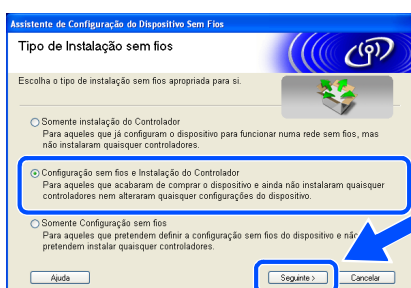 Assistente de Configuração do Dispositivo Sem Fios
Tipo de Instalação sem fios
Escolha o tipo de instalação sem fios apropriada para si.
Somente instalação do Controlador
Para aqueles que já configuram o dispositivo para funcionar numa rede sem fios, mas
não instalaram quaisquer controladores.
Configuração sem fios e Instalação do Controlador
Para aqueles que acabaram de comprar o dispositivo e ainda não instalaram quaisquer
controladores nem alteraram quaisquer configurações do dispositivo.
Somente Configuração sem fios
Para aqueles que pretendem definir a configuração sem fios do dispositivo e não
pretendem instalar quaisquer controladores.
Ajuda
Seguinte >
Cancelar